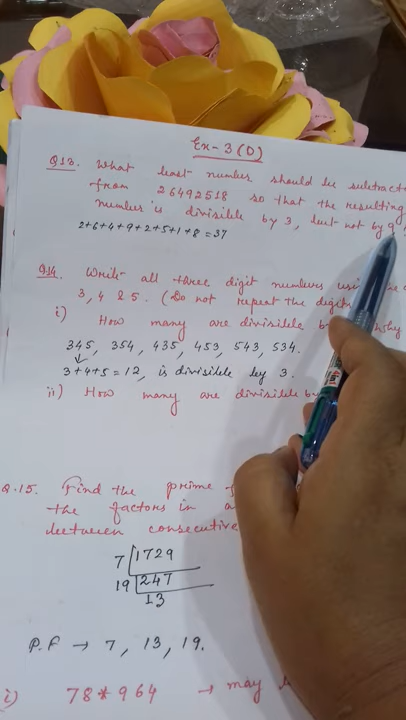 Ex-3(D)
Q13. What least number should be subtract
from 26492518 so that the resulting
number is divisible by 3, but not by 9
2+6+4+9+2+5+1+8=37
Q14. Write all three digit numbers
3, 4 & 5. (Do not repeat the digits
i) How many are divisible
345, 354, 435, 453, 543, 534.
3+4+5=12, is divisible by 3.
ii) How many are divisible by
Q.15. Find the prime
the factors in
between consecutive
7 1729
19 247
13
P.F → 7, 13, 19.
i) 78*964 → may